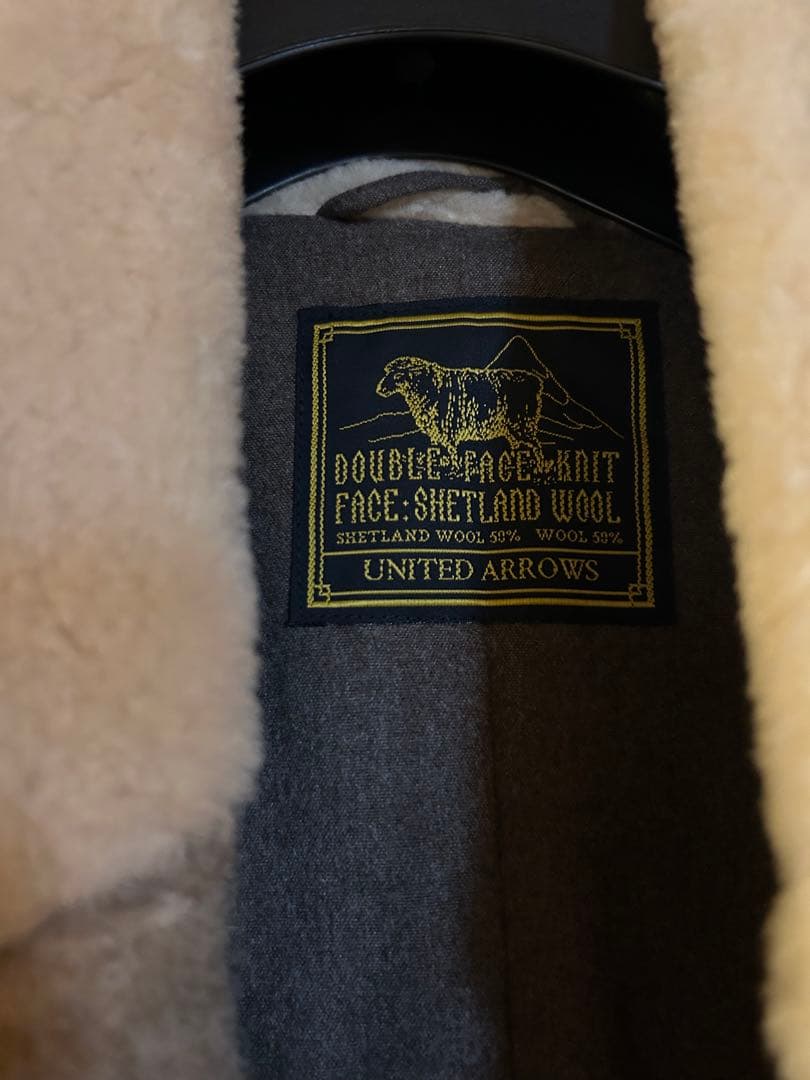 DOUBLE FACE KNIT
FACE:SHETLAND WOOL
SHETLAND WOOL 50% WOOL 50%
UNITED ARROWS